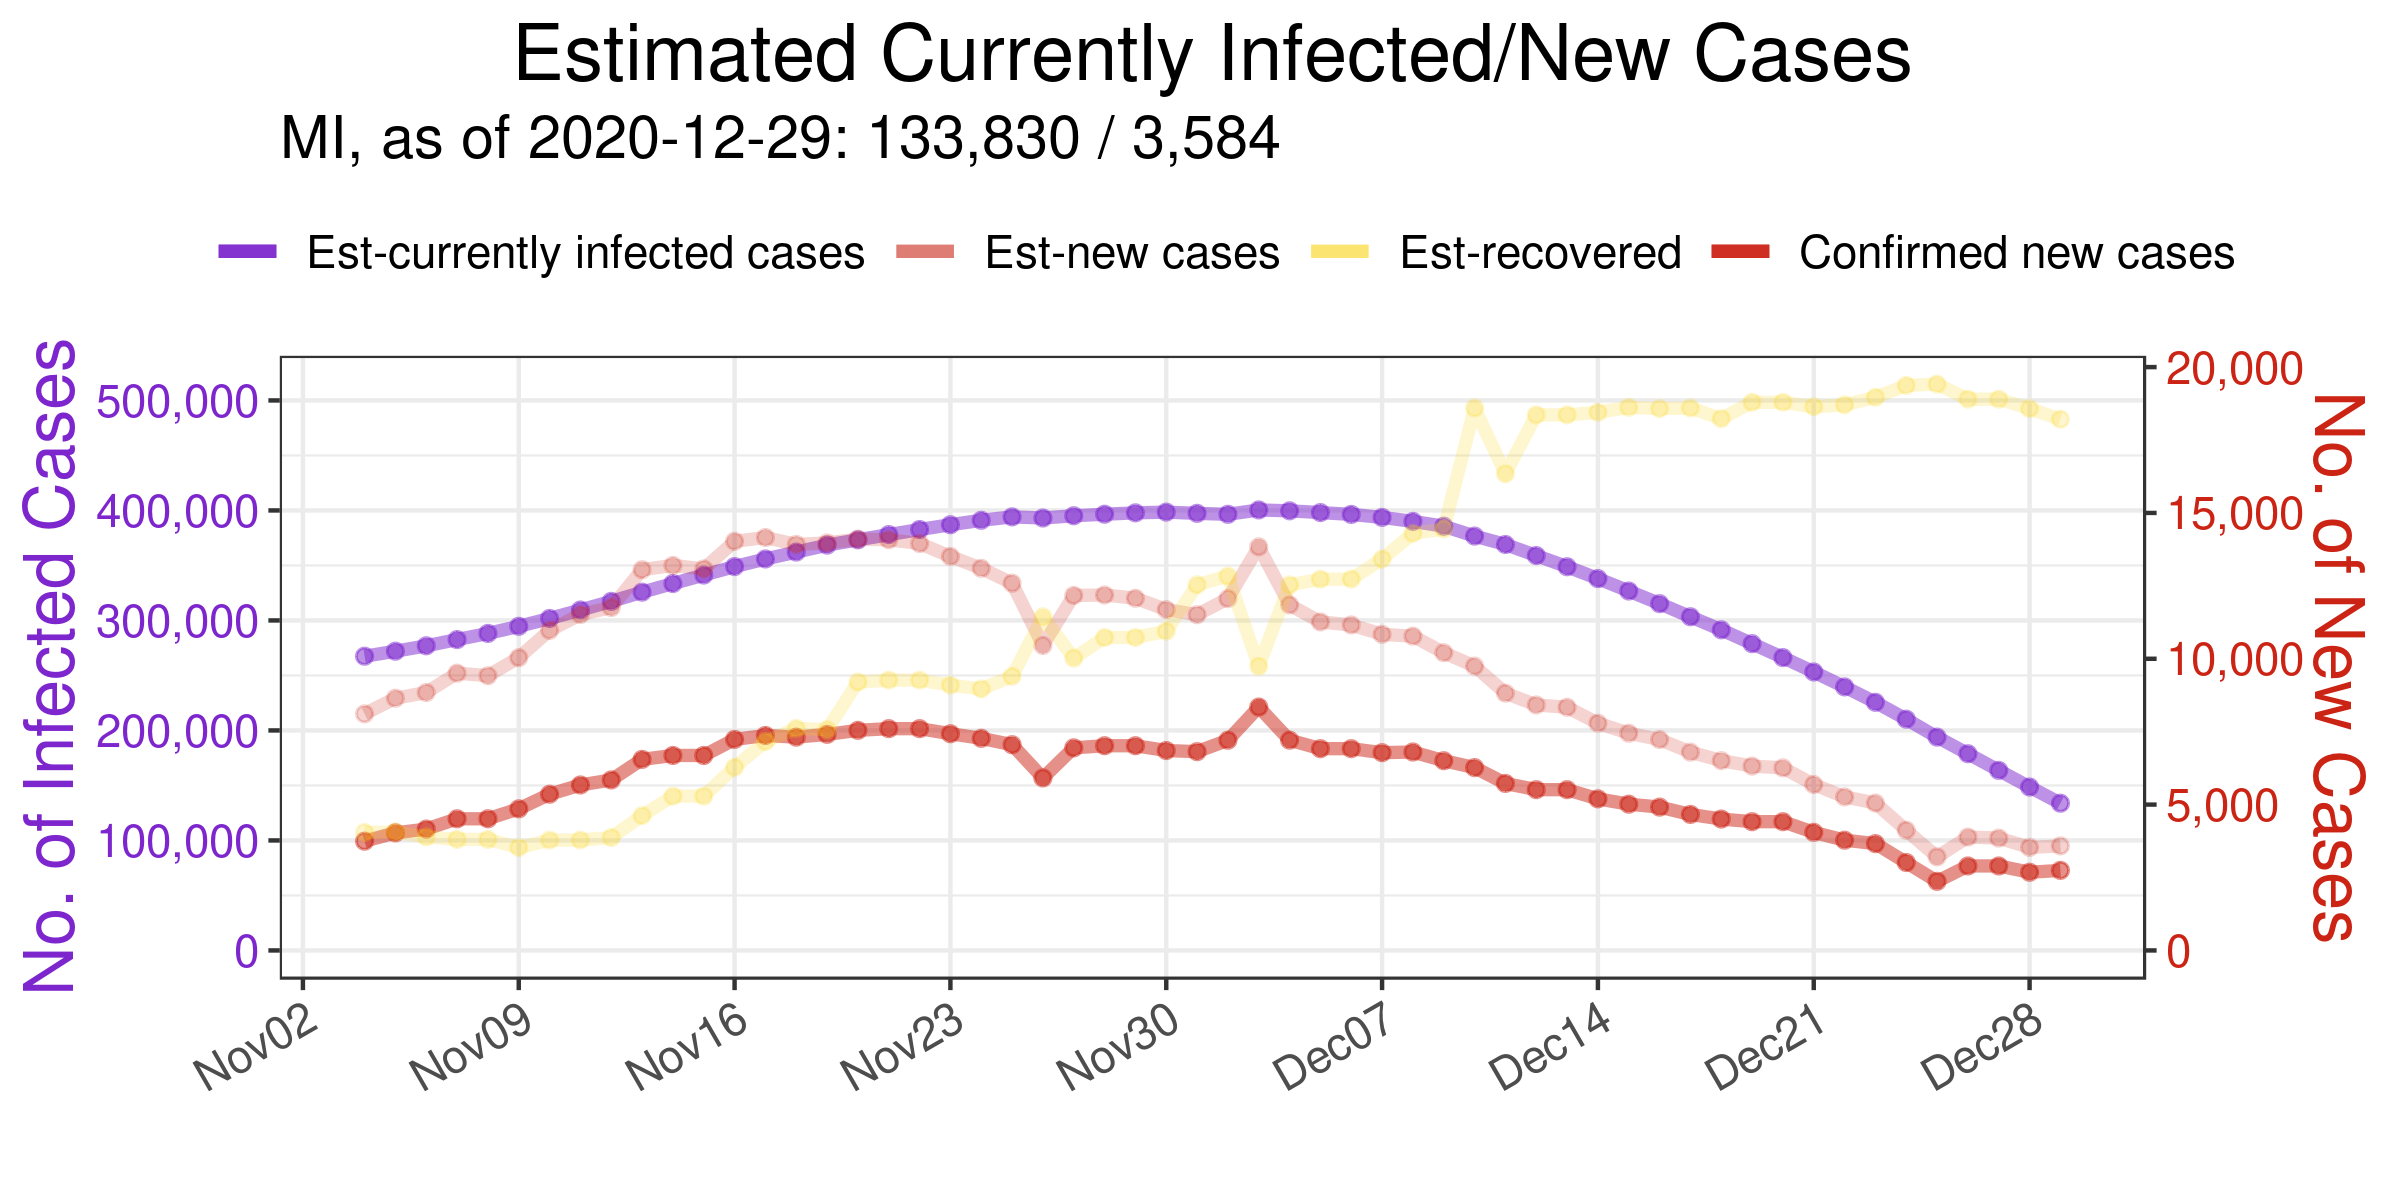 Estimated Currently Infected/New Cases
MI, as of 2020-12-29: 133,830 / 3,584
Est-currently infected cases Est-new cases Est-recovered Confirmed new cases
No. of Infected Cases
500,000
400,000
300,000
200,000
100,000
0
20,000
15,000
10,000
5,000
0
No. of New Cases
Nov02 Nov09 Nov16 Nov23 Nov30 Dec07 Dec14 Dec21 Dec28